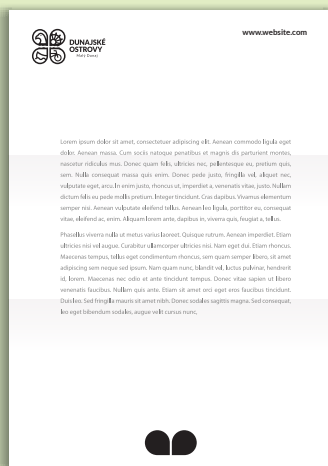 DUNAJSKÉ
OSTROVY
Malý Dunaj
www.website.com
Lorem ipsum dolor sit amet, consectetuer adipiscing elit. Aenean commodo ligula eget
dolor. Aenean massa. Cum sociis natoque penatibus et magnis dis parturient montes,
nascetur ridiculus mus. Donec quam felis, ultricies nec, pellentesque eu, pretium quis,
sem. Nulla consequat massa quis enim. Donec pede justo, fringilla vel, aliquet nec,
vulputate eget, arcu. In enim justo, rhoncus ut, imperdiet a, venenatis vitae, justo. Nullam
dictum felis eu pede mollis pretium. Integer tincidunt. Cras dapibus. Vivamus elementum
semper nisi. Aenean vulputate eleifend tellus. Aenean leo ligula, porttitor eu, consequat
vitae, eleifend ac, enim. Aliquam lorem ante, dapibus in, viverra quis, feugiat a, tellus.
Phasellus viverra nulla ut metus varius laoreet. Quisque rutrum. Aenean imperdiet. Etiam
ultricies nisi vel augue. Curabitur ullamcorper ultricies nisi. Nam eget dui. Etiam rhoncus.
Maecenas tempus, tellus eget condimentum rhoncus, sem quam semper libero, sit amet
adipiscing sem neque sed ipsum. Nam quam nunc, blandit vel, luctus pulvinar, hendrerit
id, lorem. Maecenas nec odio et ante tincidunt tempus. Donec vitae sapien ut libero
venenatis faucibus. Nullam quis ante. Etiam sit amet orci eget eros faucibus tincidunt.
Duis leo. Sed fringilla mauris sit amet nibh. Donec sodales sagittis magna. Sed consequat,
leo eget bibendum sodales, augue velit cursus nunc,